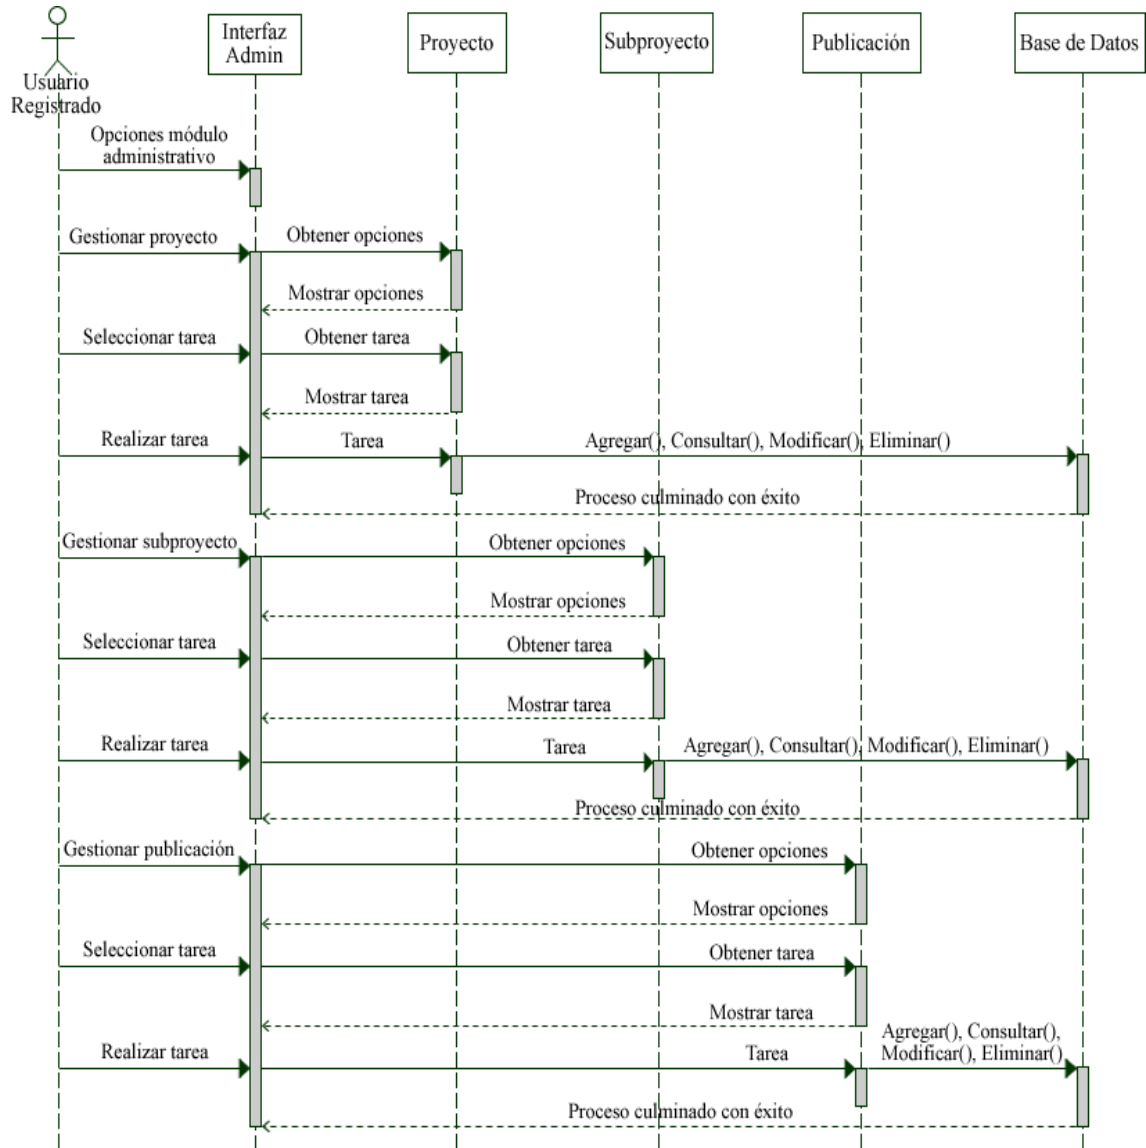 Usuario
Registrado
Interfaz
Admin
Proyecto
Subproyecto
Publicación
Base de Datos
Opciones módulo
administrativo
Gestionar proyecto
Obtener opciones
Mostrar opciones
Seleccionar tarea
Obtener tarea
Mostrar tarea
Realizar tarea
Tarea
Agregar(), Consultar(), Modificar(), Eliminar()
Proceso culminado con éxito
Gestionar subproyecto
Obtener opciones
Mostrar opciones
Seleccionar tarea
Obtener tarea
Mostrar tarea
Realizar tarea
Tarea
Agregar(), Consultar(), Modificar(), Eliminar()
Proceso culminado con éxito
Gestionar publicación
Obtener opciones
Mostrar opciones
Seleccionar tarea
Obtener tarea
Mostrar tarea
Realizar tarea
Tarea
Agregar(), Consultar(),
Modificar(), Eliminar()
Proceso culminado con éxito